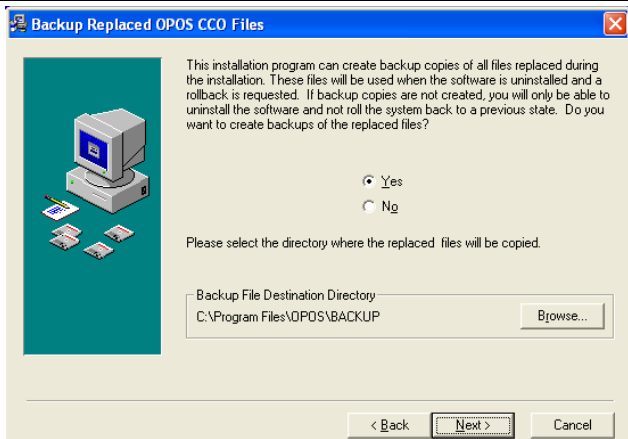 Backup Replaced OPOS CCO Files
This installation program can create backup copies of all files replaced during
the installation. These files will be used when the software is uninstalled and a
rollback is requested. If backup copies are not created, you will only be able to
uninstall the software and not roll the system back to a previous state. Do you
want to create backups of the replaced files?
Yes
No
Please select the directory where the replaced files will be copied.
Backup File Destination Directory
C:\Program Files\OPOS\BACKUP
Browse...
< Back
Next >
Cancel